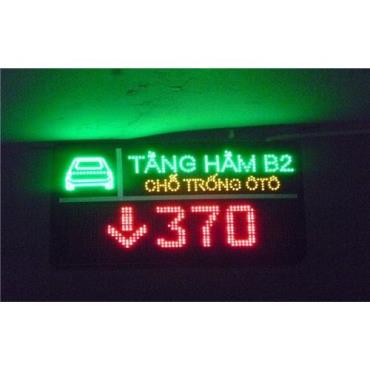 TẦNG HẦM B2
CHỖ TRỐNG ÔTÔ
↓370